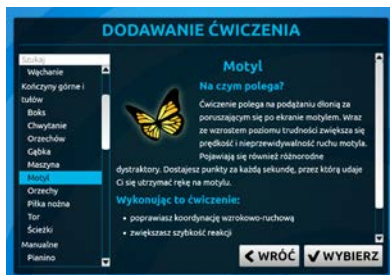 DODAWANIE ĆWICZENIA
Szukaj
Wąchanie
Kończyny górne i
tułów
Boks
Chwytanie
Orzechów
Gąbka
Maszyna
Motyl
Orzechy
Piłka nożna
Tor
Ścieżki
Manualne
Pianino
Motyl
Na czym polega?
Ćwiczenie polega na podążaniu dłonią za
poruszającym się po ekranie motylem. Wraz
ze wzrostem poziomu trudności zwiększa się
prędkość i nieprzewidywalność ruchu motyla.
Pojawiają się również różnorodne
dystraktory. Dostajesz punkty za każdą sekundę, przez którą udaje
Ci się utrzymać rękę na motylu.
Wykonując to ćwiczenie:
• poprawiasz koordynację wzrokowo-ruchową
• zwiększasz szybkość reakcji
WRÓĆ
WYBIERZ